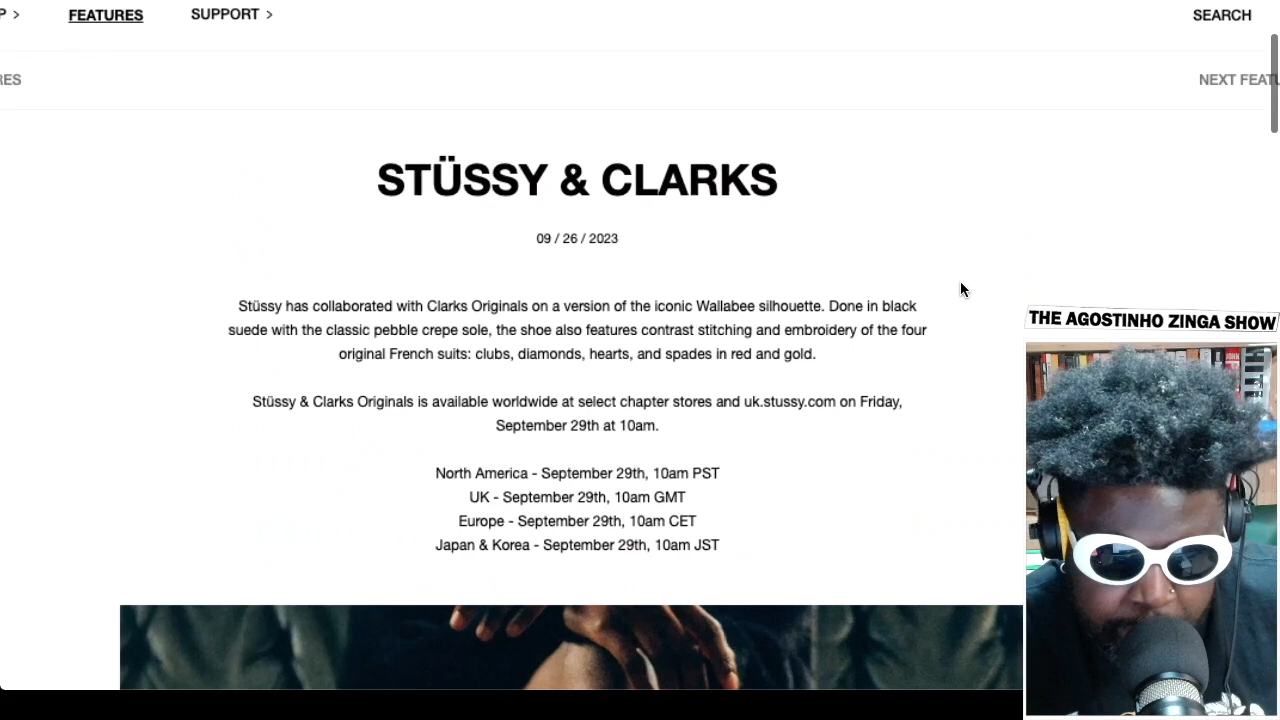 P > FEATURES SUPPORT > SEARCH
RES NEXT FEATU
STÜSSY & CLARKS
09 / 26 / 2023
Stüssy has collaborated with Clarks Originals on a version of the iconic Wallabee silhouette. Done in black
suede with the classic pebble crepe sole, the shoe also features contrast stitching and embroidery of the four
original French suits: clubs, diamonds, hearts, and spades in red and gold.
Stüssy & Clarks Originals is available worldwide at select chapter stores and uk.stussy.com on Friday,
September 29th at 10am.
North America - September 29th, 10am PST
UK - September 29th, 10am GMT
Europe - September 29th, 10am CET
Japan & Korea - September 29th, 10am JST
THE AGOSTINHO ZINGA SHOW